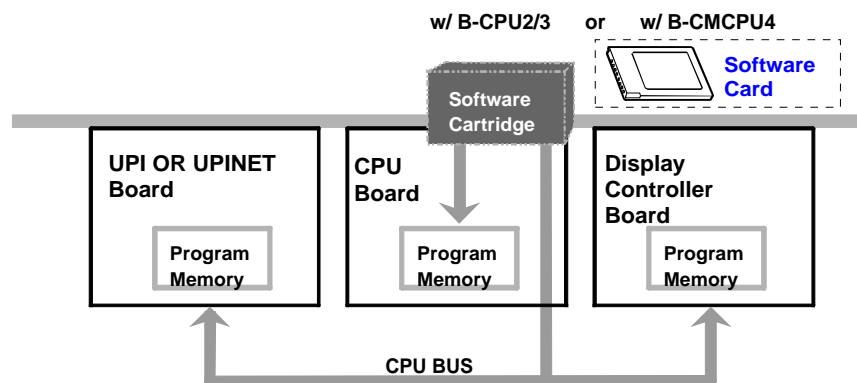 w/ B-CPU2/3 or w/ B-CMCPU4
Software
Card
Software
Cartridge
UPI OR UPINET
Board
CPU
Board
Display
Controller
Board
Program
Memory
Program
Memory
Program
Memory
CPU BUS